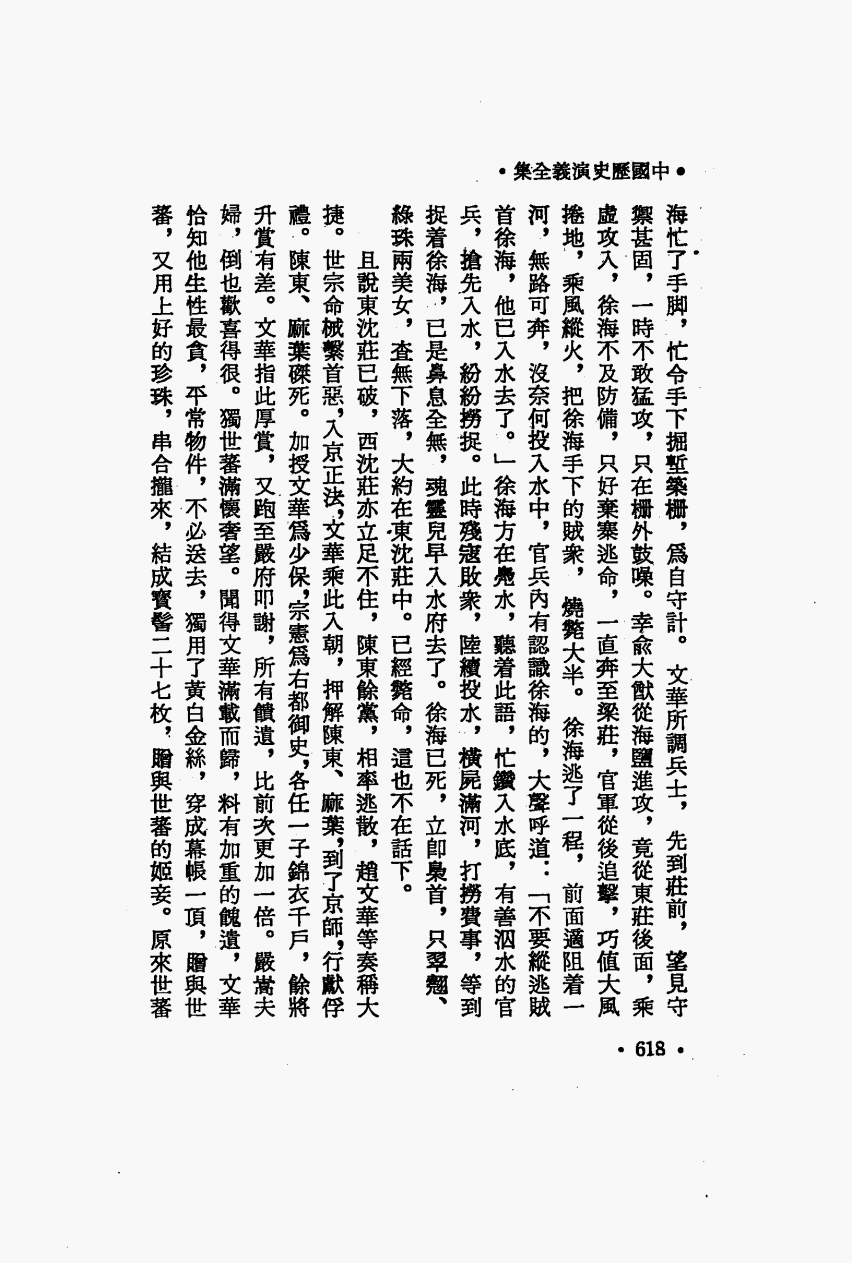 •中國歷史演義全集•
海忙了手脚，忙令手下掘塹築柵，爲自守計。文華所調兵士，先到莊前，望見守
禦甚固，一時不敢猛攻，只在柵外鼓噪。幸兪大猷從海鹽進攻，竟從東莊後面，乘
虛攻入，徐海不及防備，只好棄寨逃命，一直奔至梁莊，官軍從後追擊，巧値大風
捲地，乘風縱火，把徐海手下的賊衆，燒斃大半。徐海逃了一程，前面適阻着一
河，無路可奔，沒奈何投入水中，官兵內有認識徐海的，大聲呼道：「不要縱逃賊
首徐海，他已入水去了。」徐海方在鳧水，聽着此語，忙鑽入水底，有善泅水的官
兵，搶先入水，紛紛撈捉。此時殘寇敗衆，陸續投水，橫屍滿河，打撈費事，等到
捉着徐海，已是鼻息全無，魂靈兒早入水府去了。徐海已死，立卽梟首，只翠翹、
綠珠兩美女，查無下落，大約在東沈莊中。已經斃命，這也不在話下。
且說東沈莊已破，西沈莊亦立足不住，陳東餘黨，相率逃散，趙文華等奏稱大
捷。世宗命械繫首惡，入京正法，文華乘此入朝，押解陳東、麻葉，到了京師，行獻俘
禮。陳東、麻葉磔死。加授文華爲少保，宗憲爲右都御史，各任一子錦衣千戶，餘將
升賞有差。文華指此厚賞，又跑至嚴府叩謝，所有饋遺，比前次更加一倍。嚴嵩夫
婦，倒也歡喜得很。獨世蕃滿懷奢望。聞得文華滿載而歸，料有加重的餽遺，文華
恰知他生性最貪，平常物件，不必送去，獨用了黃白金絲，穿成幕帳一頂，贈與世
蕃，又用上好的珍珠，串合攏來，結成寳髻二十七枚，贈與世蕃的姬妾。原來世蕃
•618•